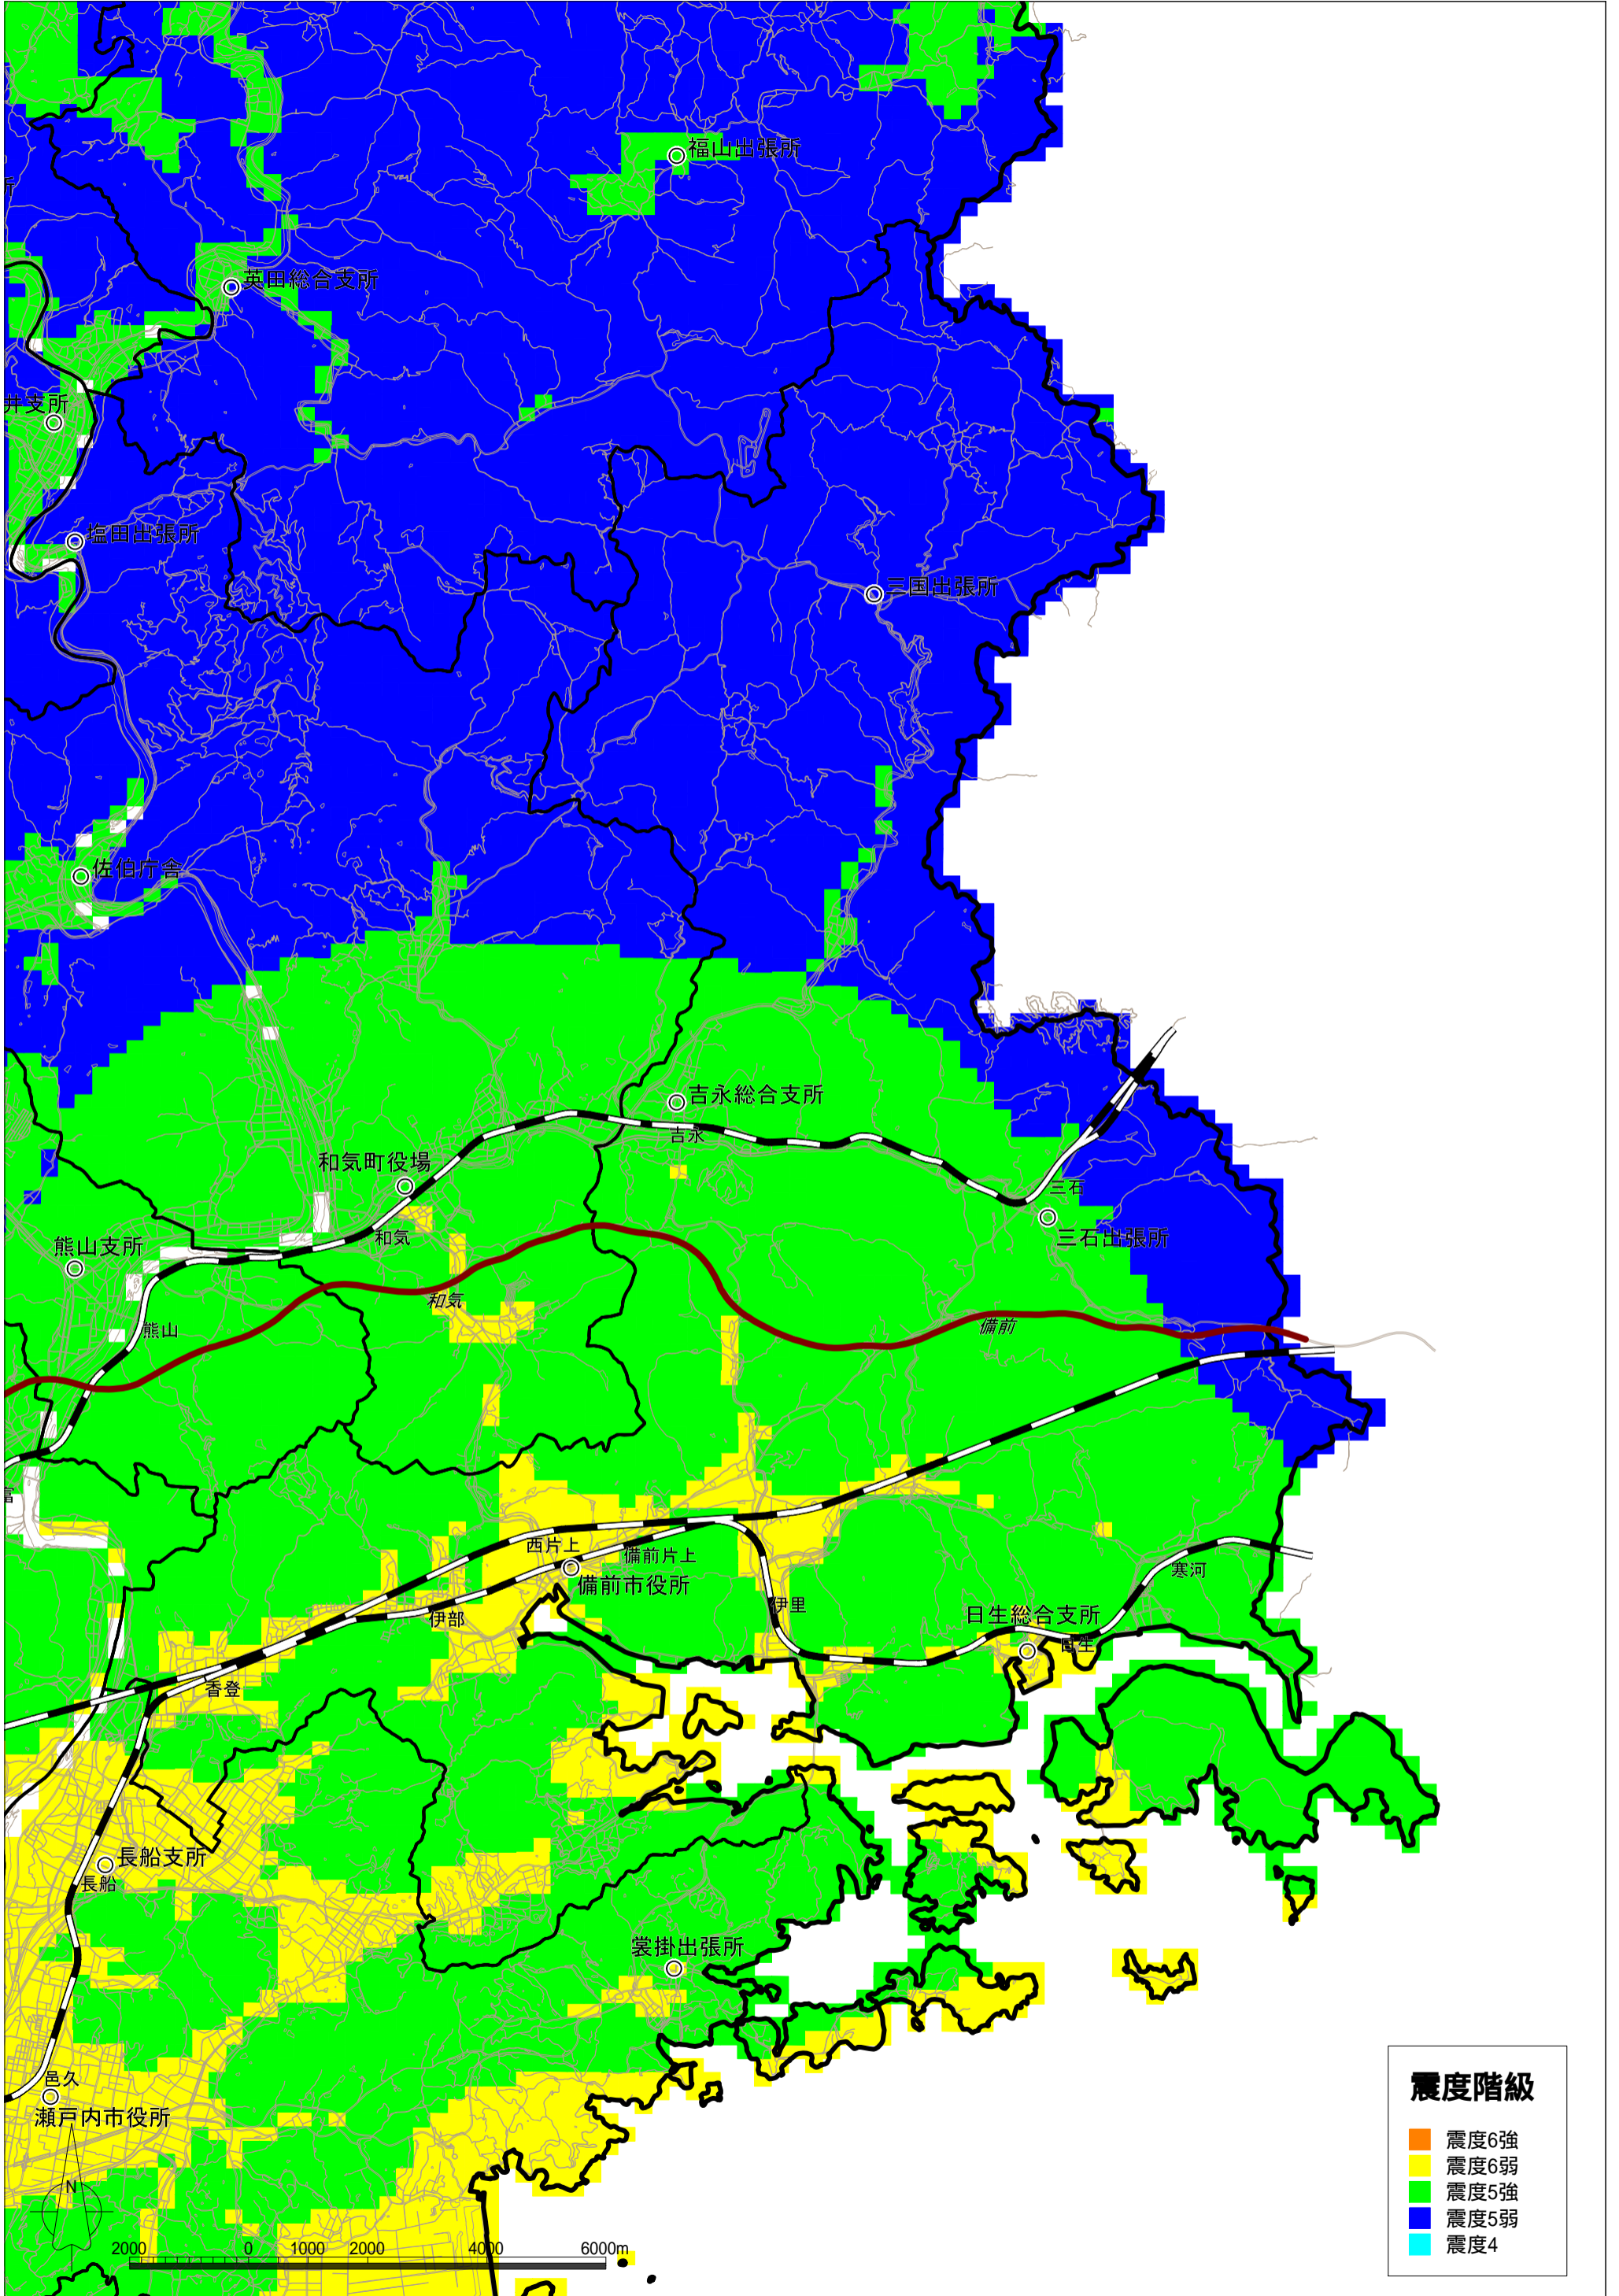 福山出張所
所
英田総合支所
井支所
塩田出張所
三国出張所
佐伯庁舎
吉永総合支所
吉永
和気町役場
三石
三石出張所
和気
熊山支所
和気
備前
熊山
富
西片上
備前片上
備前市役所
寒河
伊里
伊部
日生総合支所
日生
香登
長船支所
長船
裳掛出張所
邑久
瀬戸内市役所
震度階級
震度6強
震度6弱
震度5強
震度5弱
震度4
N
2000 0 1000 2000 4000 6000m